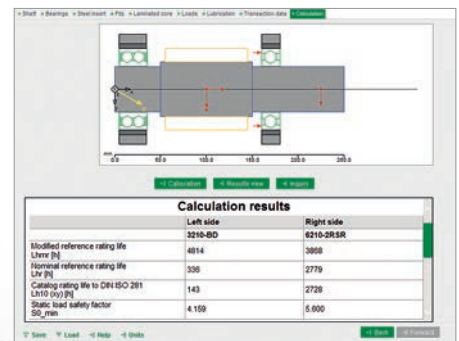 Shaft Bearings Steel insert Fits Laminated zone Loads Lubrication Transaction data Calculation
mm
0.0 50.0 100.0 150.0 200.0 250.0
Calculation Results view Inquiry
Calculation results
Left side Right side
3210-BD 6210-2RSR
Modified reference rating life
Lhmr [h] 4814 3868
Nominal reference rating life
Lhr [h] 336 2779
Catalog rating life to DIN ISO 281
Lh10 (xy) [h] 143 2728
Static load safety factor
S0_min 4.159 5.600
Save Load Help Units
Back Forward